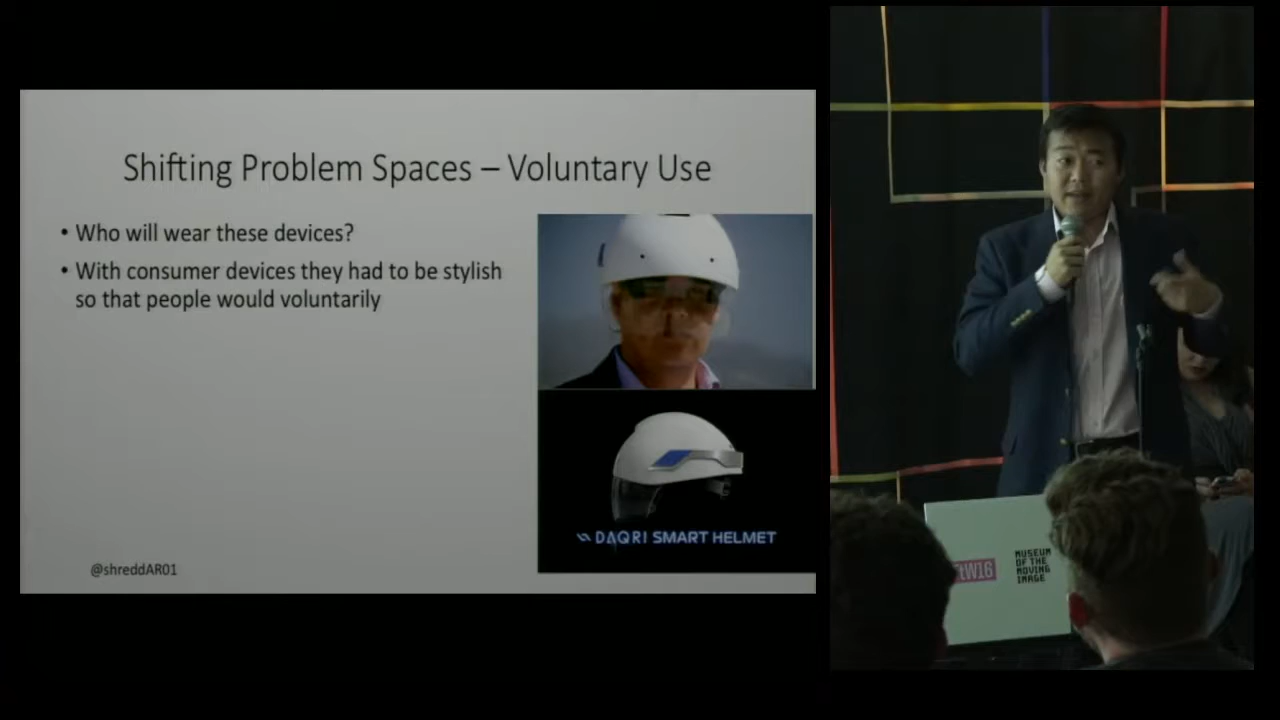 Shifting Problem Spaces – Voluntary Use
• Who will wear these devices?
• With consumer devices they had to be stylish
so that people would voluntarily
DAQRI SMART HELMET
@shreddAR01
tW16
MUSEUM
OF THE
MOVING
IMAGE